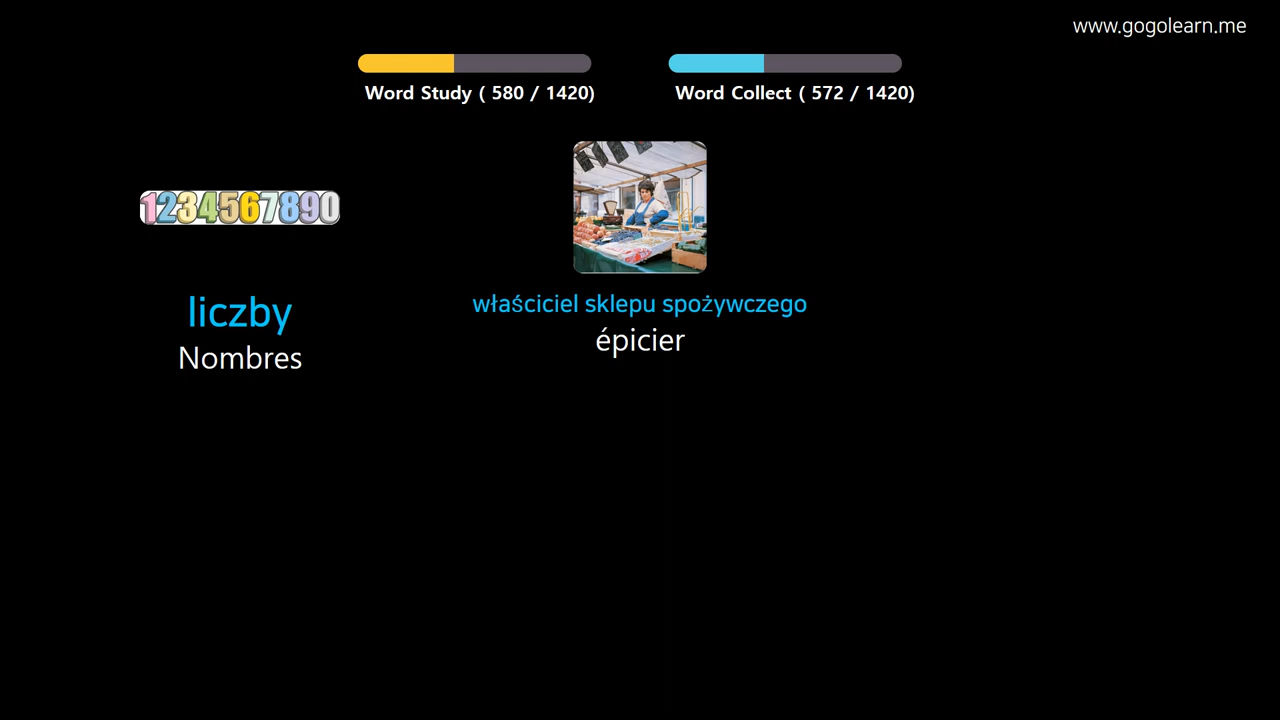 www.gogolearn.me
Word Study ( 580 / 1420)
Word Collect ( 572 / 1420)
1234567890
liczby
Nombres
właściciel sklepu spożywczego
épicier